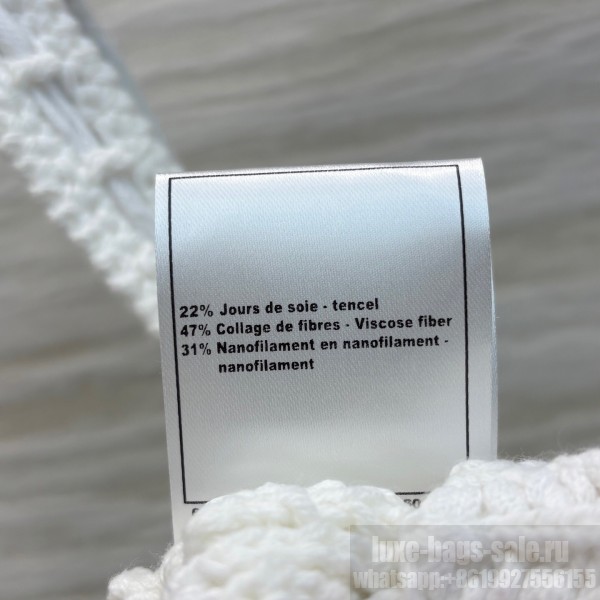 22% Jours de soie - tencel
47% Collage de fibres - Viscose fiber
31% Nanofilament en nanofilament -
nanofilament
luxe-bags-sale.ru
whatsapp:+8619927556155